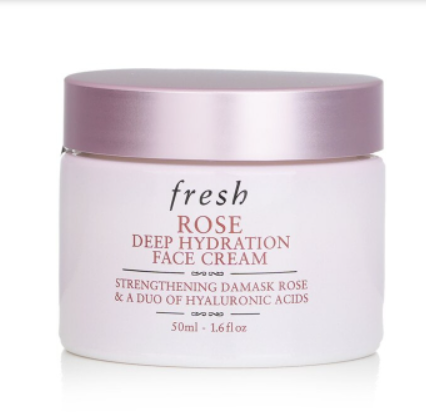 fresh
ROSE
DEEP HYDRATION
FACE CREAM
STRENGTHENING DAMASK ROSE
& A DUO OF HYALURONIC ACIDS
50ml · 1.6 fl oz